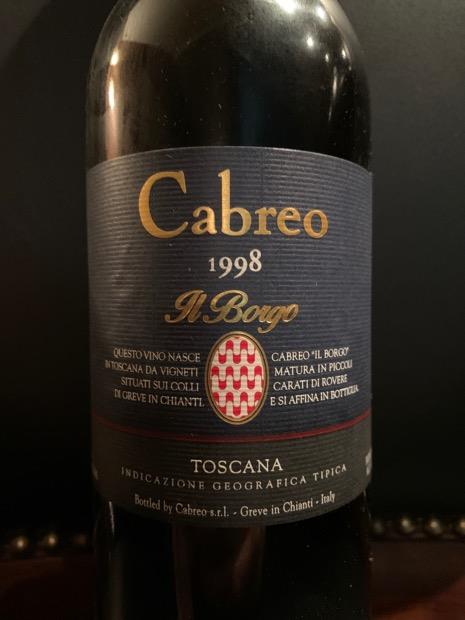 Cabreo
1998
Il Borgo
QUESTO VINO NASCE
IN TOSCANA DA VIGNETI
SITUATI SUI COLLI
DI GREVE IN CHIANTI.
CABREO "IL BORGO"
MATURA IN PICCOLI
CARATI DI ROVERE
E SI AFFINA IN BOTTIGLIA.
TOSCANA
INDICAZIONE GEOGRAFICA TIPICA
Bottled by Cabreo s.r.l. - Greve in Chianti - Italy